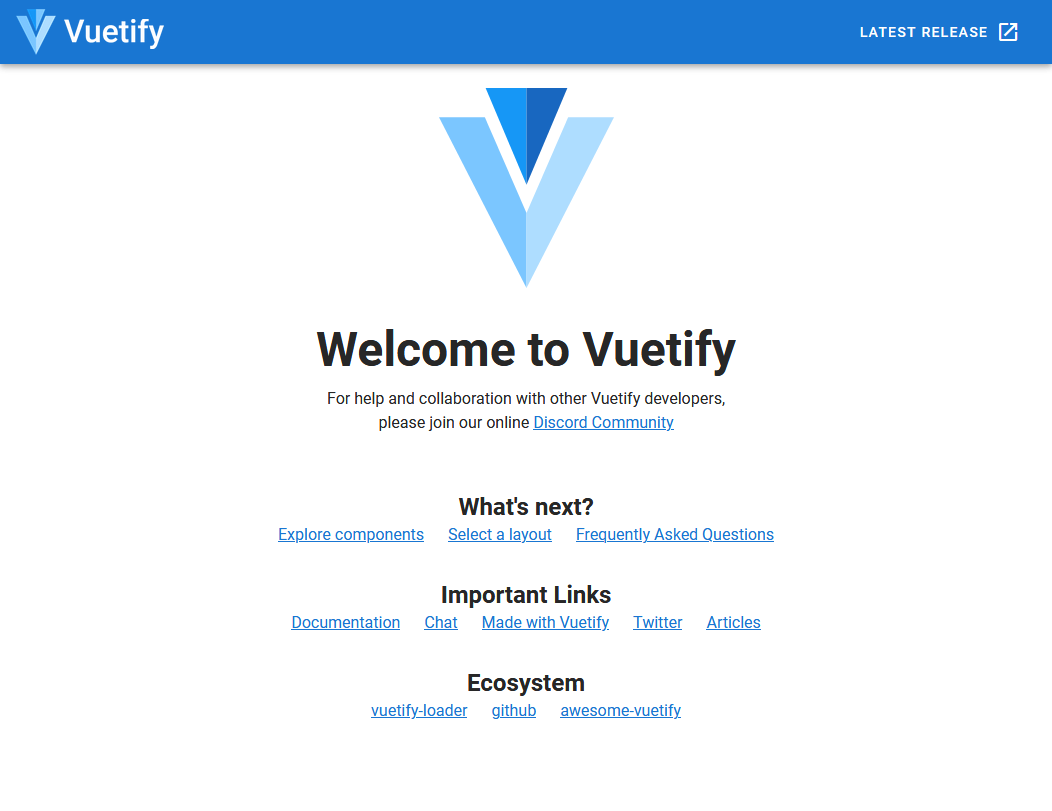 Vuetify
LATEST RELEASE
Welcome to Vuetify
For help and collaboration with other Vuetify developers,
please join our online Discord Community
What's next?
Explore components Select a layout Frequently Asked Questions
Important Links
Documentation Chat Made with Vuetify Twitter Articles
Ecosystem
vuetify-loader github awesome-vuetify